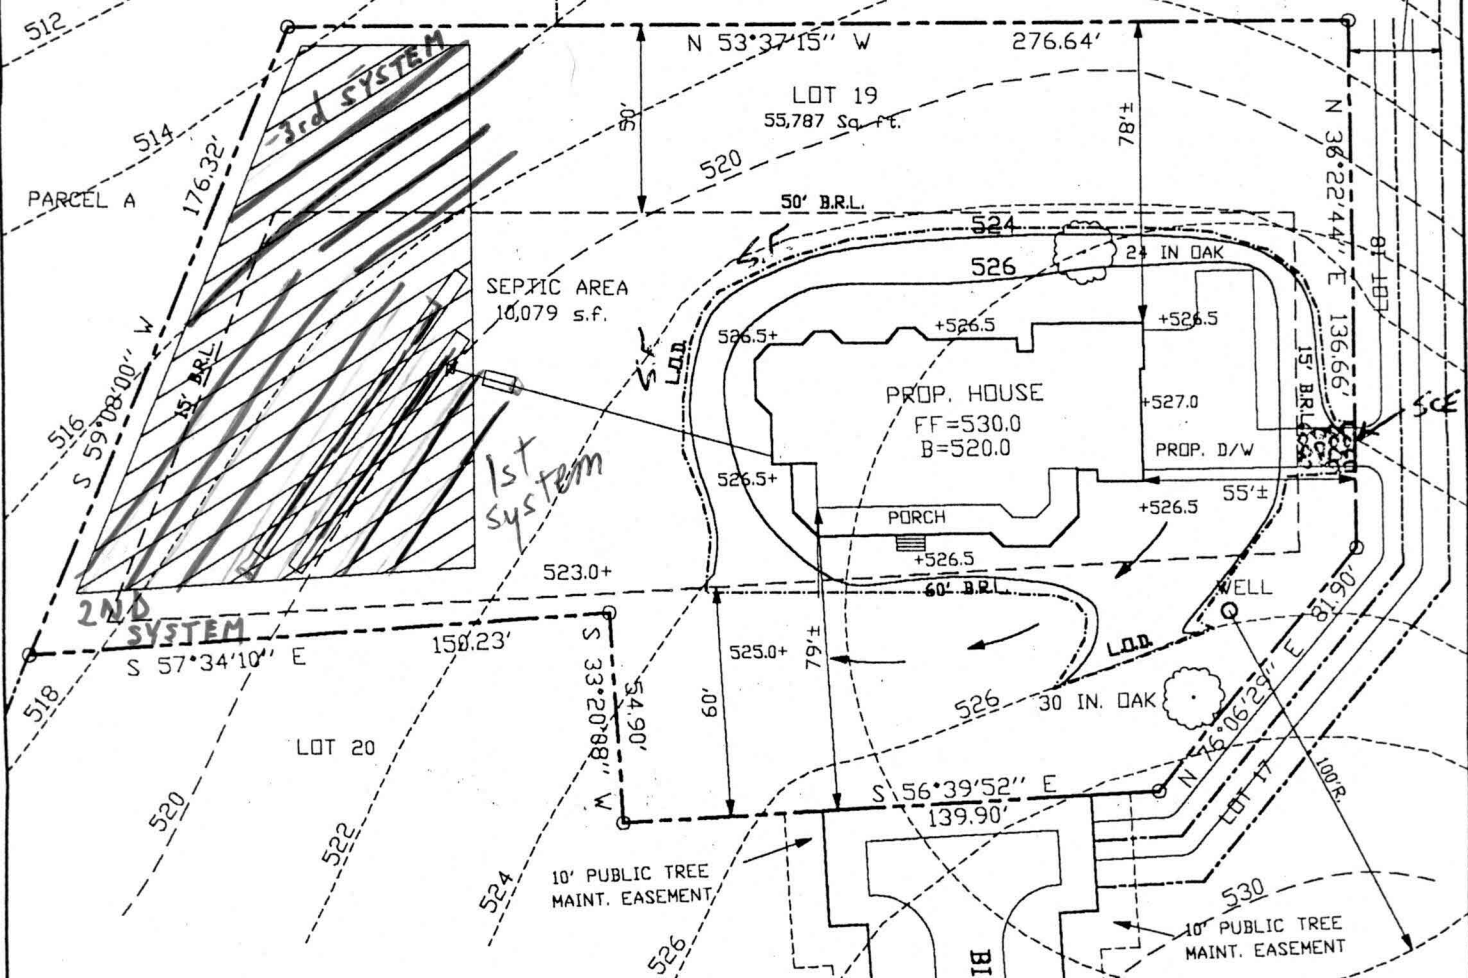 512
N 53°37'15'' W
276.64'
3rd SYSTEM
LOT 19
55,787 Sq. ft.
50'
78'±
514
520
PARCEL A
176.32'
N 36°22'44'' E
136.66'
LOT 18
50' B.R.L.
S.F.
524
24 IN OAK
526
SEPTIC AREA
10,079 s.f.
526.5+
+526.5
+526.5
S.F.
L.O.D.
15' B.R.L.
15' B.R.L.
S 59°08'00'' W
516
PROP. HOUSE
FF=530.0
B=520.0
+527.0
SCE
PROP. D/W
1st
system
526.5+
55'±
+526.5
PORCH
+526.5
523.0+
60' B.R.L.
WELL
2ND
SYSTEM
S 57°34'10'' E
150.23'
S 33°20'08'' W
54.90'
525.0+
79'±
60'
L.O.D.
N 76°06'29'' E
81.90'
518
526
30 IN. OAK
LOT 20
S 56°39'52'' E
139.90'
LOT 17
100'R.
520
522
524
526
10' PUBLIC TREE
MAINT. EASEMENT
530
10' PUBLIC TREE
MAINT. EASEMENT